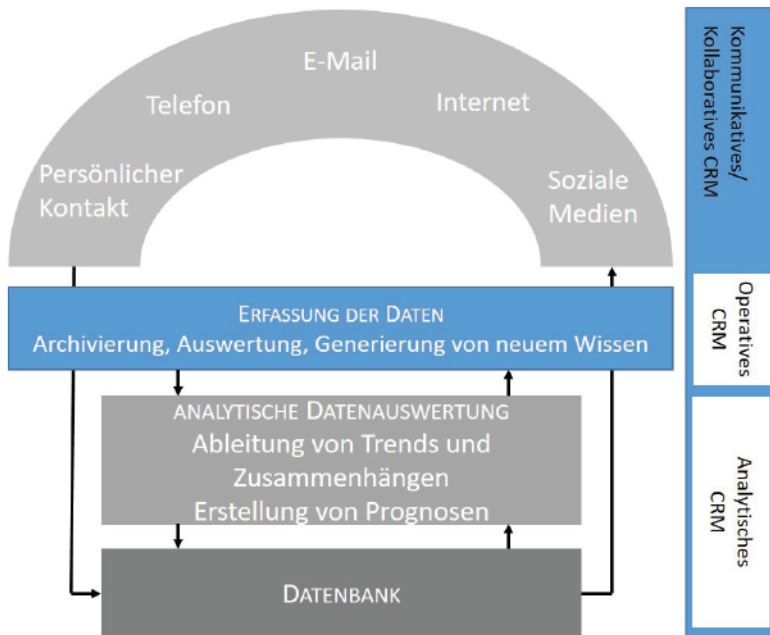 E-Mail
Telefon
Internet
Persönlicher
Kontakt
Soziale
Medien
ERFASSUNG DER DATEN
Archivierung, Auswertung, Generierung von neuem Wissen
ANALYTISCHE DATENAUSWERTUNG
Ableitung von Trends und
Zusammenhängen
Erstellung von Prognosen
DATENBANK
Kommunikatives/
Kollaboratives CRM
Operatives
CRM
Analytisches
CRM